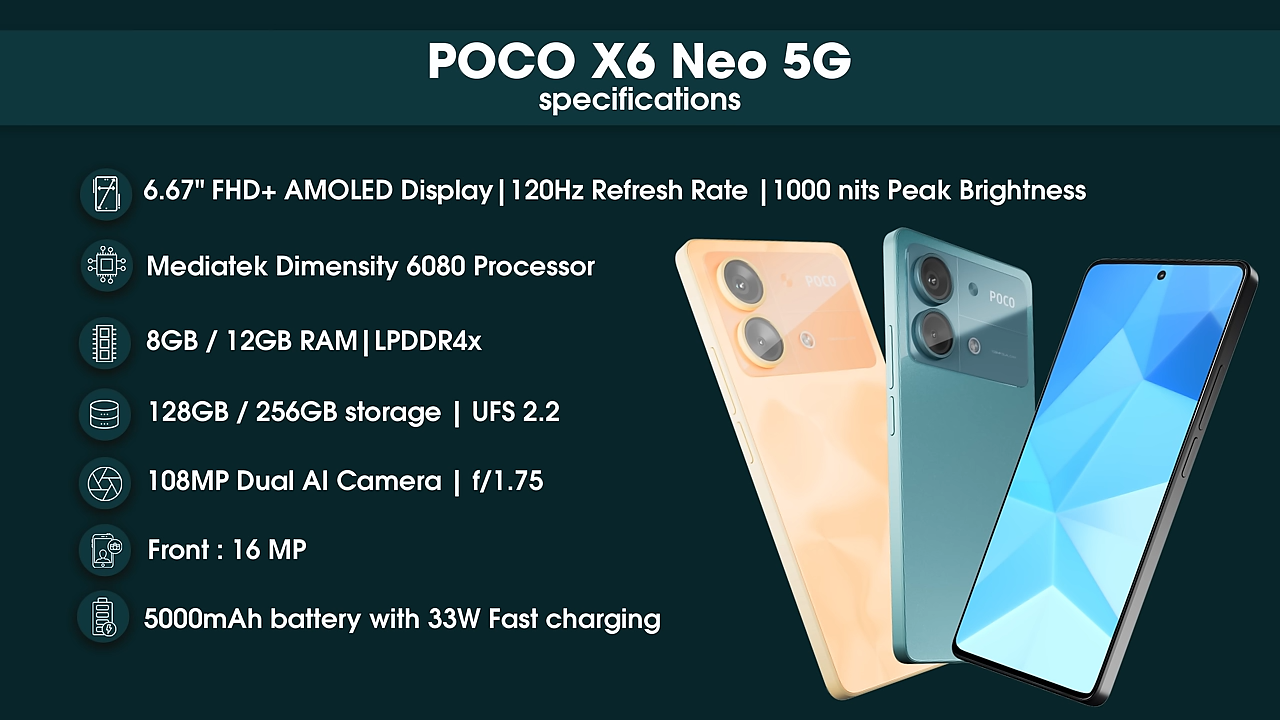 POCO X6 Neo 5G
specifications
6.67" FHD+ AMOLED Display|120Hz Refresh Rate |1000 nits Peak Brightness
Mediatek Dimensity 6080 Processor
8GB / 12GB RAM|LPDDR4x
128GB / 256GB storage | UFS 2.2
108MP Dual AI Camera | f/1.75
Front : 16 MP
5000mAh battery with 33W Fast charging
POCO
POCO